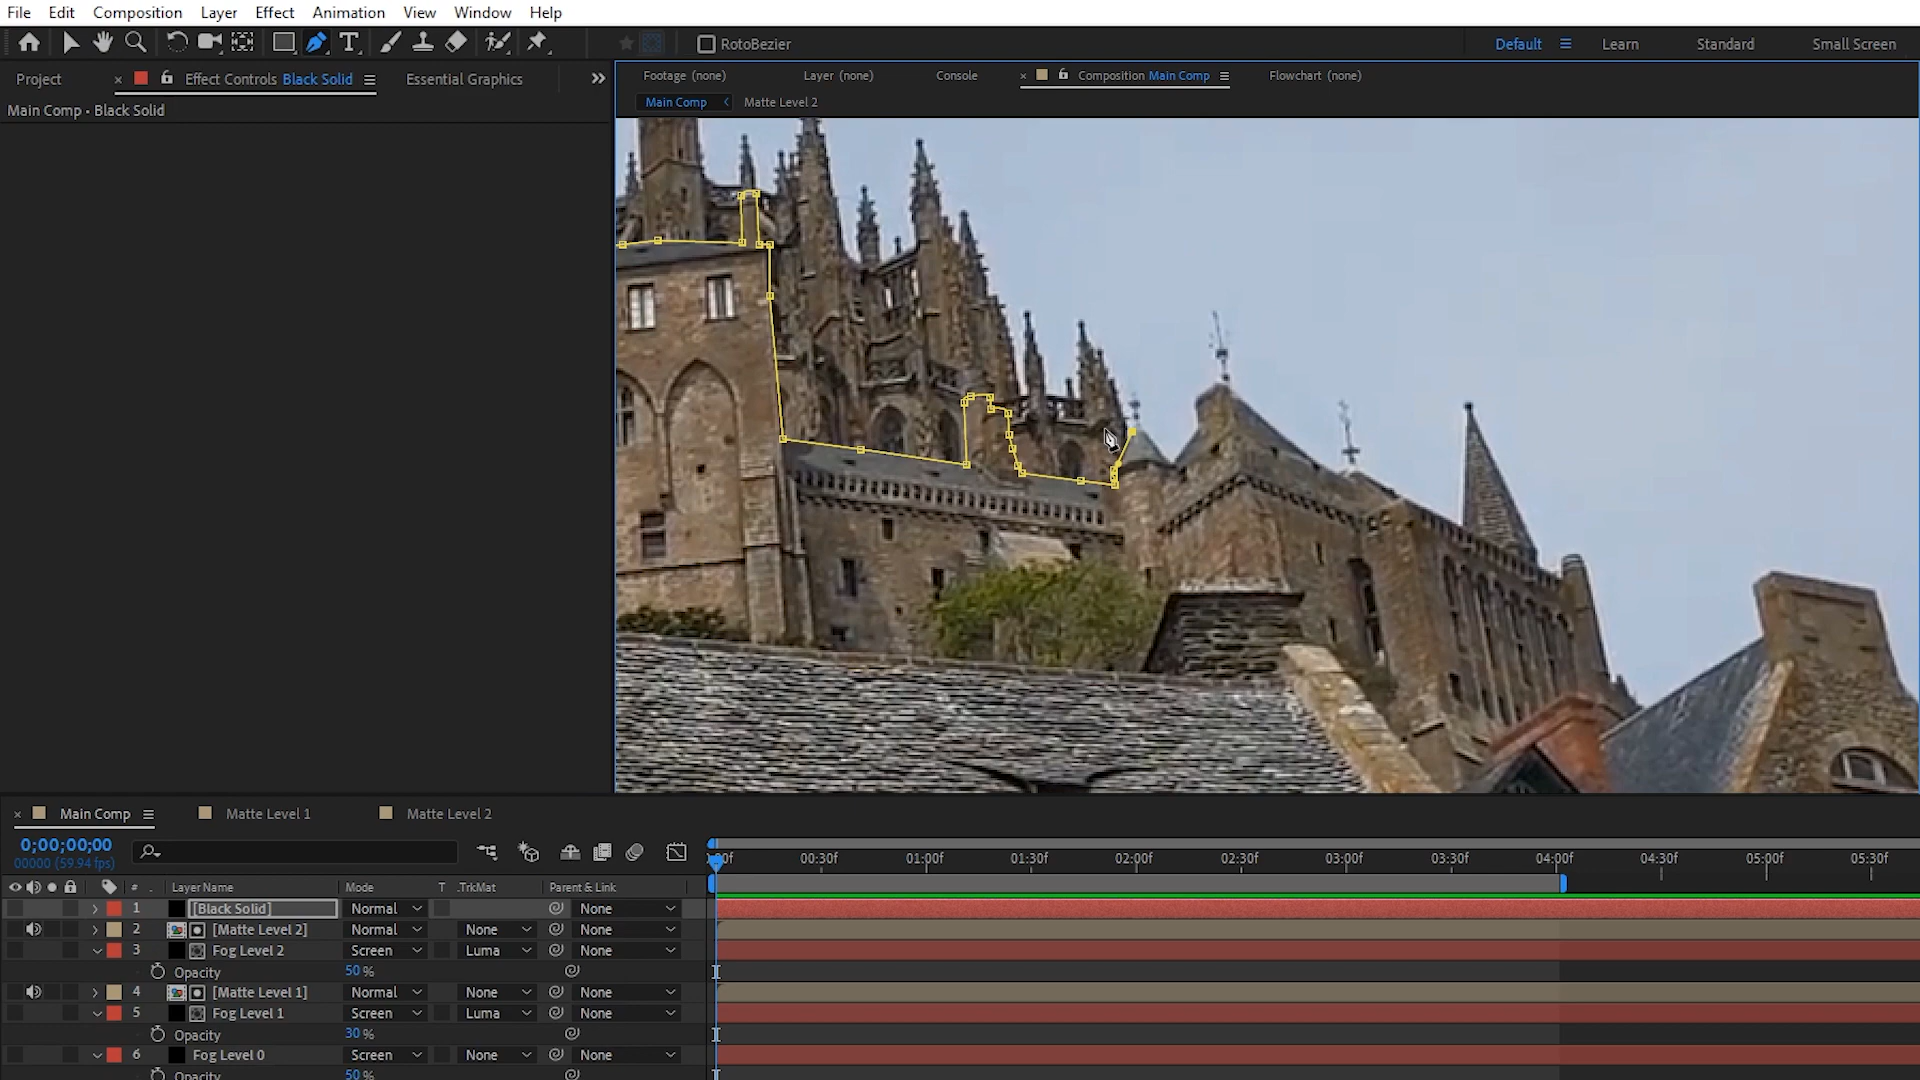 File Edit Composition Layer Effect Animation View Window Help
RotoBezier Default Learn Standard Small Screen
Project Effect Controls Black Solid Essential Graphics
Footage (none) Layer (none) Console Composition Main Comp Flowchart (none)
Main Comp Matte Level 2
Main Comp • Black Solid
Main Comp Matte Level 1 Matte Level 2
0;00;00;00
00000 (59.94 fps)
00:30f 01:00f 01:30f 02:00f 02:30f 03:00f 03:30f 04:00f 04:30f 05:00f 05:30f
# Layer Name Mode T .TrkMat Parent & Link
1 [Black Solid] Normal None
2 [Matte Level 2] Normal None None
3 Fog Level 2 Screen Luma None
Opacity 50 %
4 [Matte Level 1] Normal None None
5 Fog Level 1 Screen Luma None
Opacity 30 %
6 Fog Level 0 Screen None None
Opacity 50 %